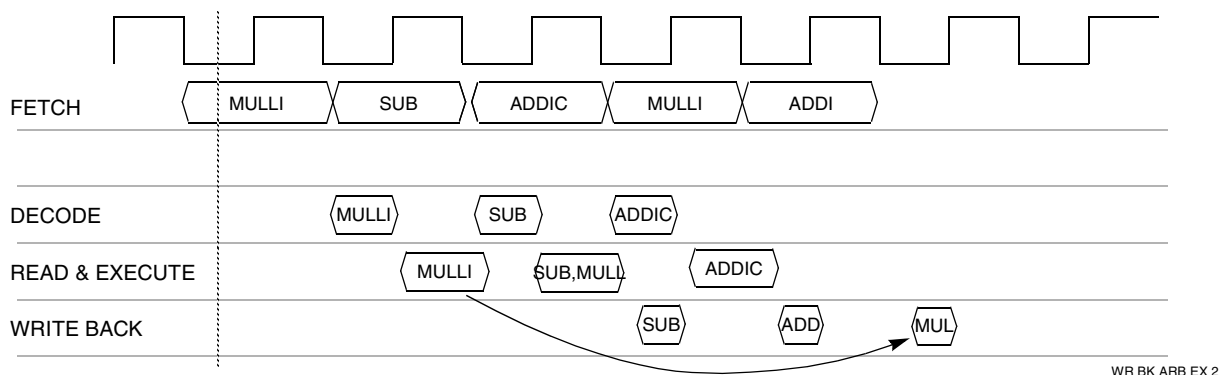 FETCH MULLI SUB ADDIC MULLI ADDI
DECODE MULLI SUB ADDIC
READ & EXECUTE MULLI SUB,MULL ADDIC
WRITE BACK SUB ADD MUL
WR BK ARB EX 2